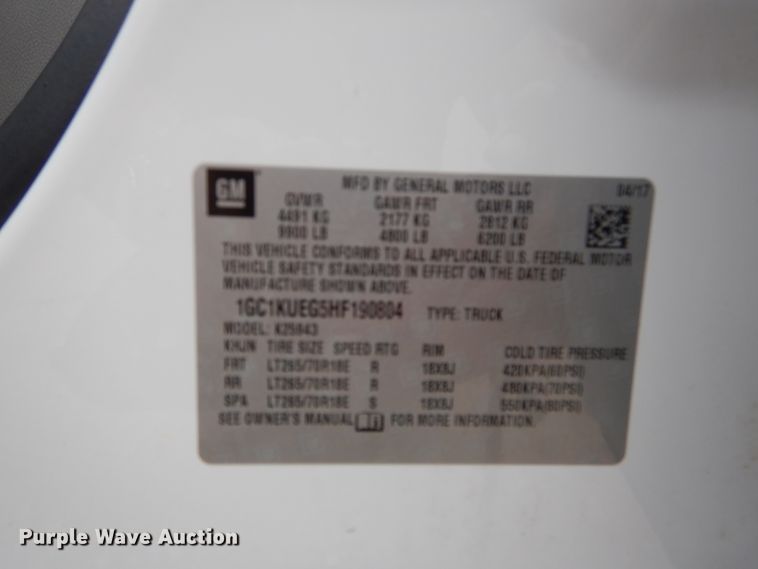 GM MFD BY GENERAL MOTORS LLC 04/17
GVWR GAWR FRT GAWR RR
4491 KG 2177 KG 2812 KG
9900 LB 4800 LB 6200 LB
THIS VEHICLE CONFORMS TO ALL APPLICABLE U.S. FEDERAL MOTOR
VEHICLE SAFETY STANDARDS IN EFFECT ON THE DATE OF
MANUFACTURE SHOWN ABOVE.
1GC1KUEG5HF190804 TYPE: TRUCK
MODEL: K25943
TIRE SIZE SPEED RTG RIM COLD TIRE PRESSURE
FRT LT265/70R18E R 18X8J 420KPA(60PSI)
RR LT265/70R18E R 18X8J 480KPA(70PSI)
SPA LT265/70R18E S 18X8J 550KPA(80PSI)
SEE OWNER'S MANUAL FOR MORE INFORMATION.
Purple Wave Auction